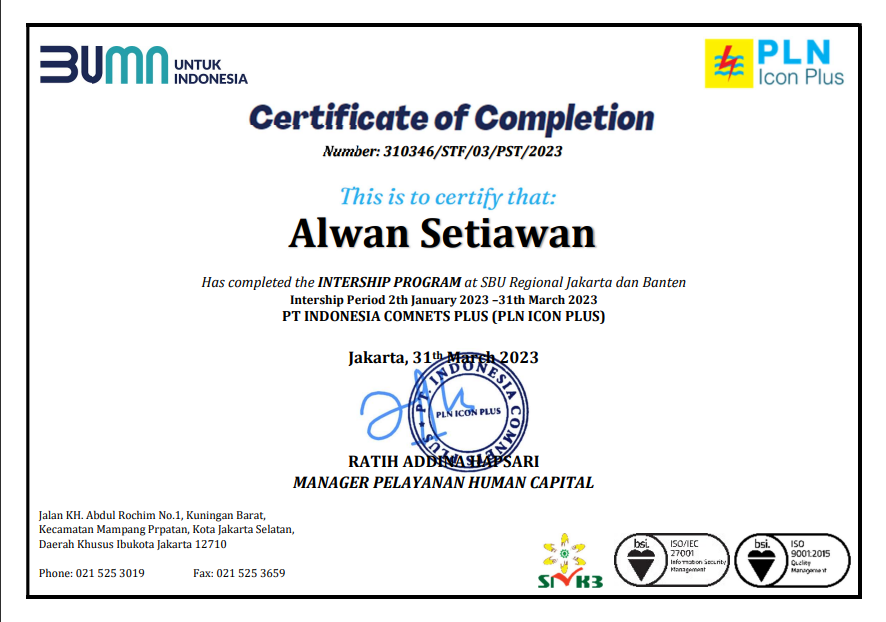 BUMN UNTUK
INDONESIA
PLN
Icon Plus
Certificate of Completion
Number: 310346/STF/03/PST/2023
This is to certify that:
Alwan Setiawan
Has completed the INTERSHIP PROGRAM at SBU Regional Jakarta dan Banten
Intership Period 2th January 2023 –31th March 2023
PT INDONESIA COMNETS PLUS (PLN ICON PLUS)
Jakarta, 31th March 2023
PT. INDONESIA COMNETS PLUS
PLN ICON PLUS
RATIH ADDINA HAPSARI
MANAGER PELAYANAN HUMAN CAPITAL
Jalan KH. Abdul Rochim No.1, Kuningan Barat,
Kecamatan Mampang Prpatan, Kota Jakarta Selatan,
Daerah Khusus Ibukota Jakarta 12710
Phone: 021 525 3019 Fax: 021 525 3659
SMK3
bsi.
ISO/IEC
27001
Information Security
Management
bsi.
ISO
9001:2015
Quality
Management